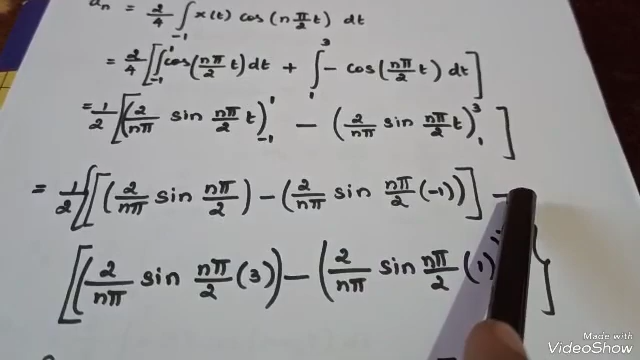 aₙ = 2/4 ∫₋₁ x(t) cos (n π/2 t) dt
= 2/4 [ ∫₋₁¹ cos(nπ/2 t) dt + ∫₁³ - cos(nπ/2 t) dt ]
= 1/2 [ (2/nπ sin nπ/2 t)₋₁¹ - (2/nπ sin nπ/2 t)₁³ ]
= 1/2 { [ (2/nπ sin nπ/2) - (2/nπ sin nπ/2 (-1)) ] -
[ (2/nπ sin nπ/2 (3)) - (2/nπ sin nπ/2 (1)) ] }
Made with
VideoShow